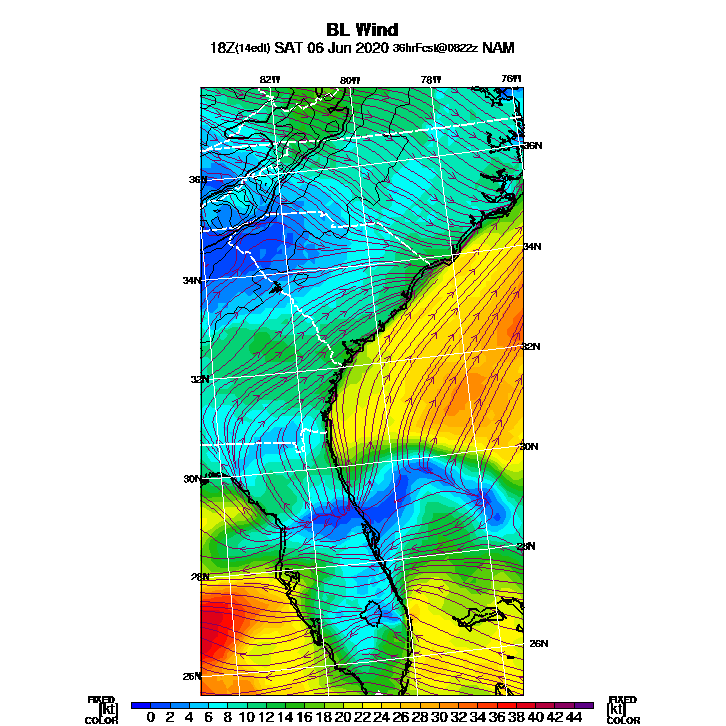 BL Wind
18Z(14edt) SAT 06 Jun 2020 36hrFcst@0822z NAM
82W 80W 78W 76W
36N
36N
34N
34N
32N
32N
30N
30N
28N
28N
26N
26N
FIXED FIXED
[kt] 0 2 4 6 8 10 12 14 16 18 20 22 24 26 28 30 32 34 36 38 40 42 44 [kt]
COLOR COLOR